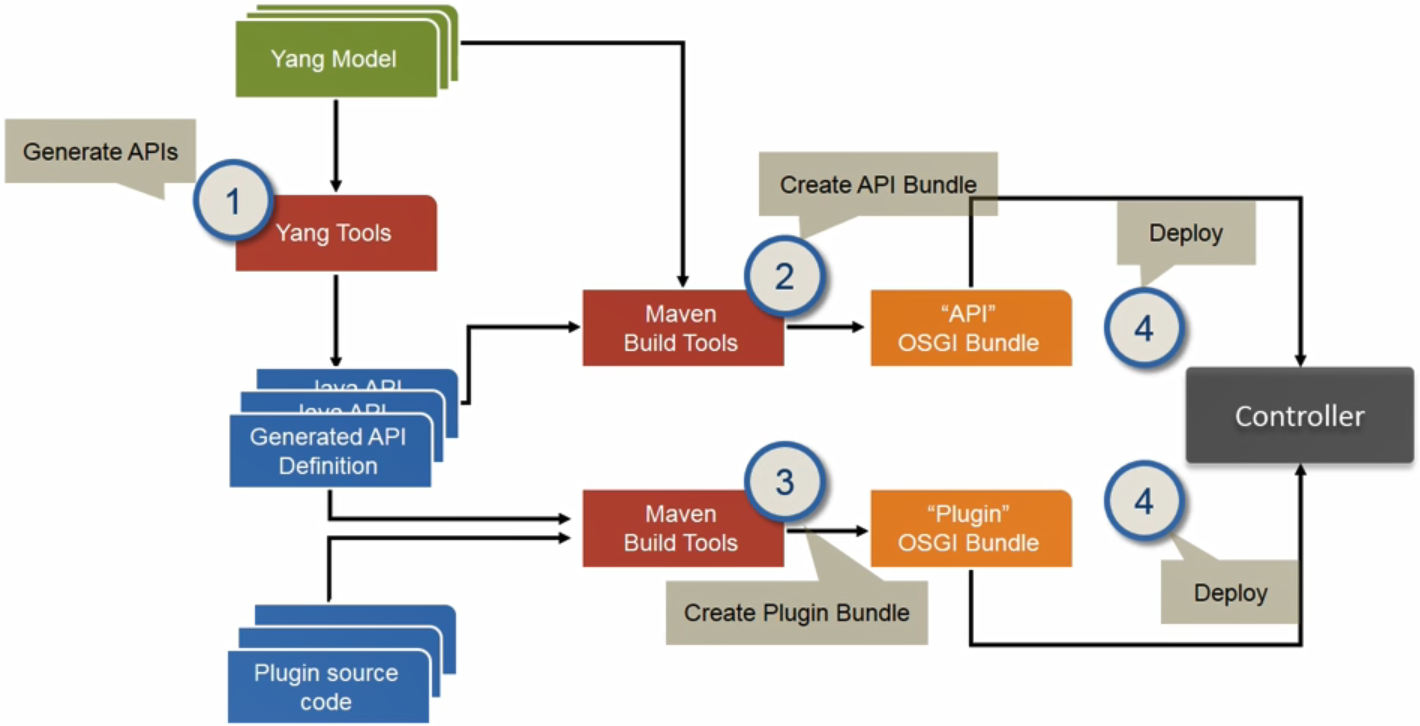 Yang Model
Generate APIs
1
Yang Tools
Create API Bundle
Deploy
2
Maven
Build Tools
"API"
OSGI Bundle
4
Java API
Java API
Generated API
Definition
Controller
3
Maven
Build Tools
"Plugin"
OSGI Bundle
4
Create Plugin Bundle
Deploy
Plugin source
code